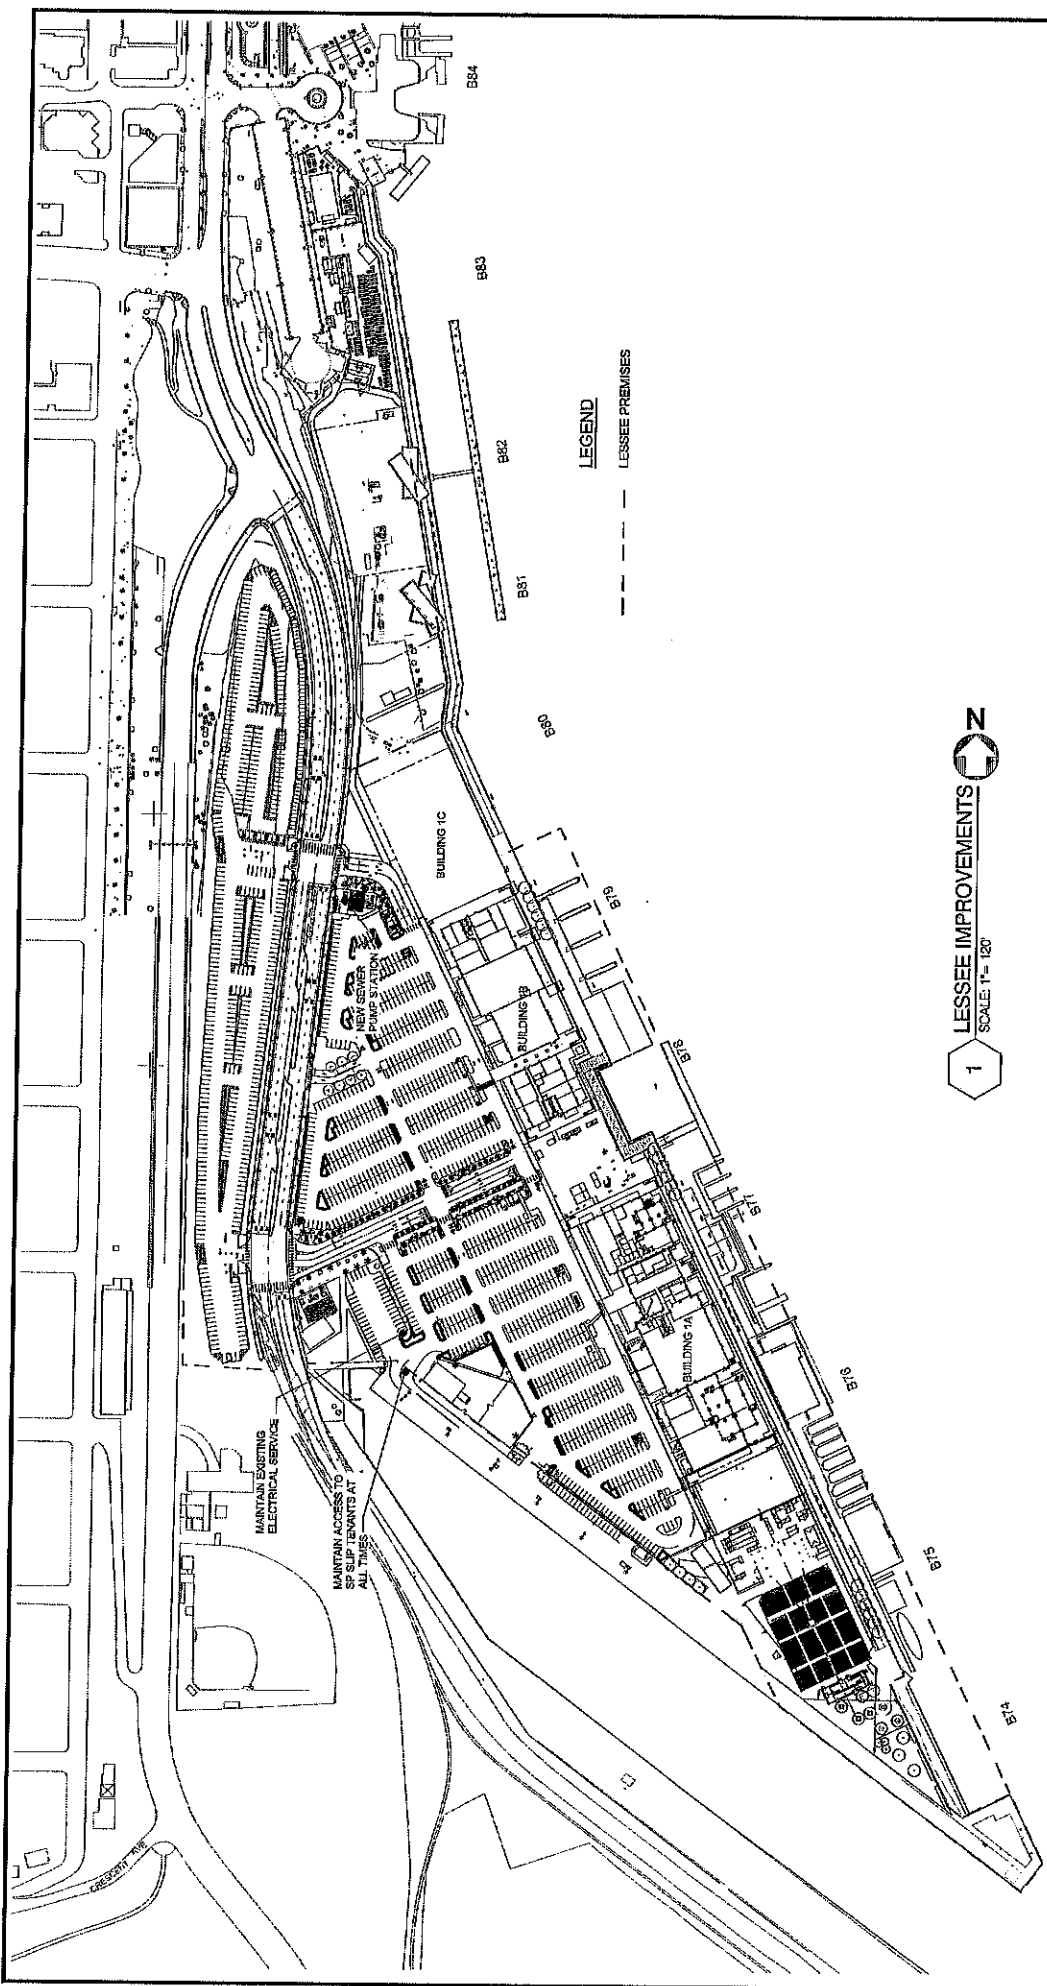 B84
B83
B82
B81
B80
B79
B78
B77
B76
B75
B74
LEGEND
LESSEE PREMISES
BUILDING 1C
BUILDING 1B
BUILDING 1A
NEW SEWER
PUMP STATION
MAINTAIN EXISTING
ELECTRICAL SERVICE
MAINTAIN ACCESS TO
SP SLIP TENANTS AT
ALL TIMES
CRESCENT AVE
1
LESSEE IMPROVEMENTS
SCALE: 1"= 120'
N